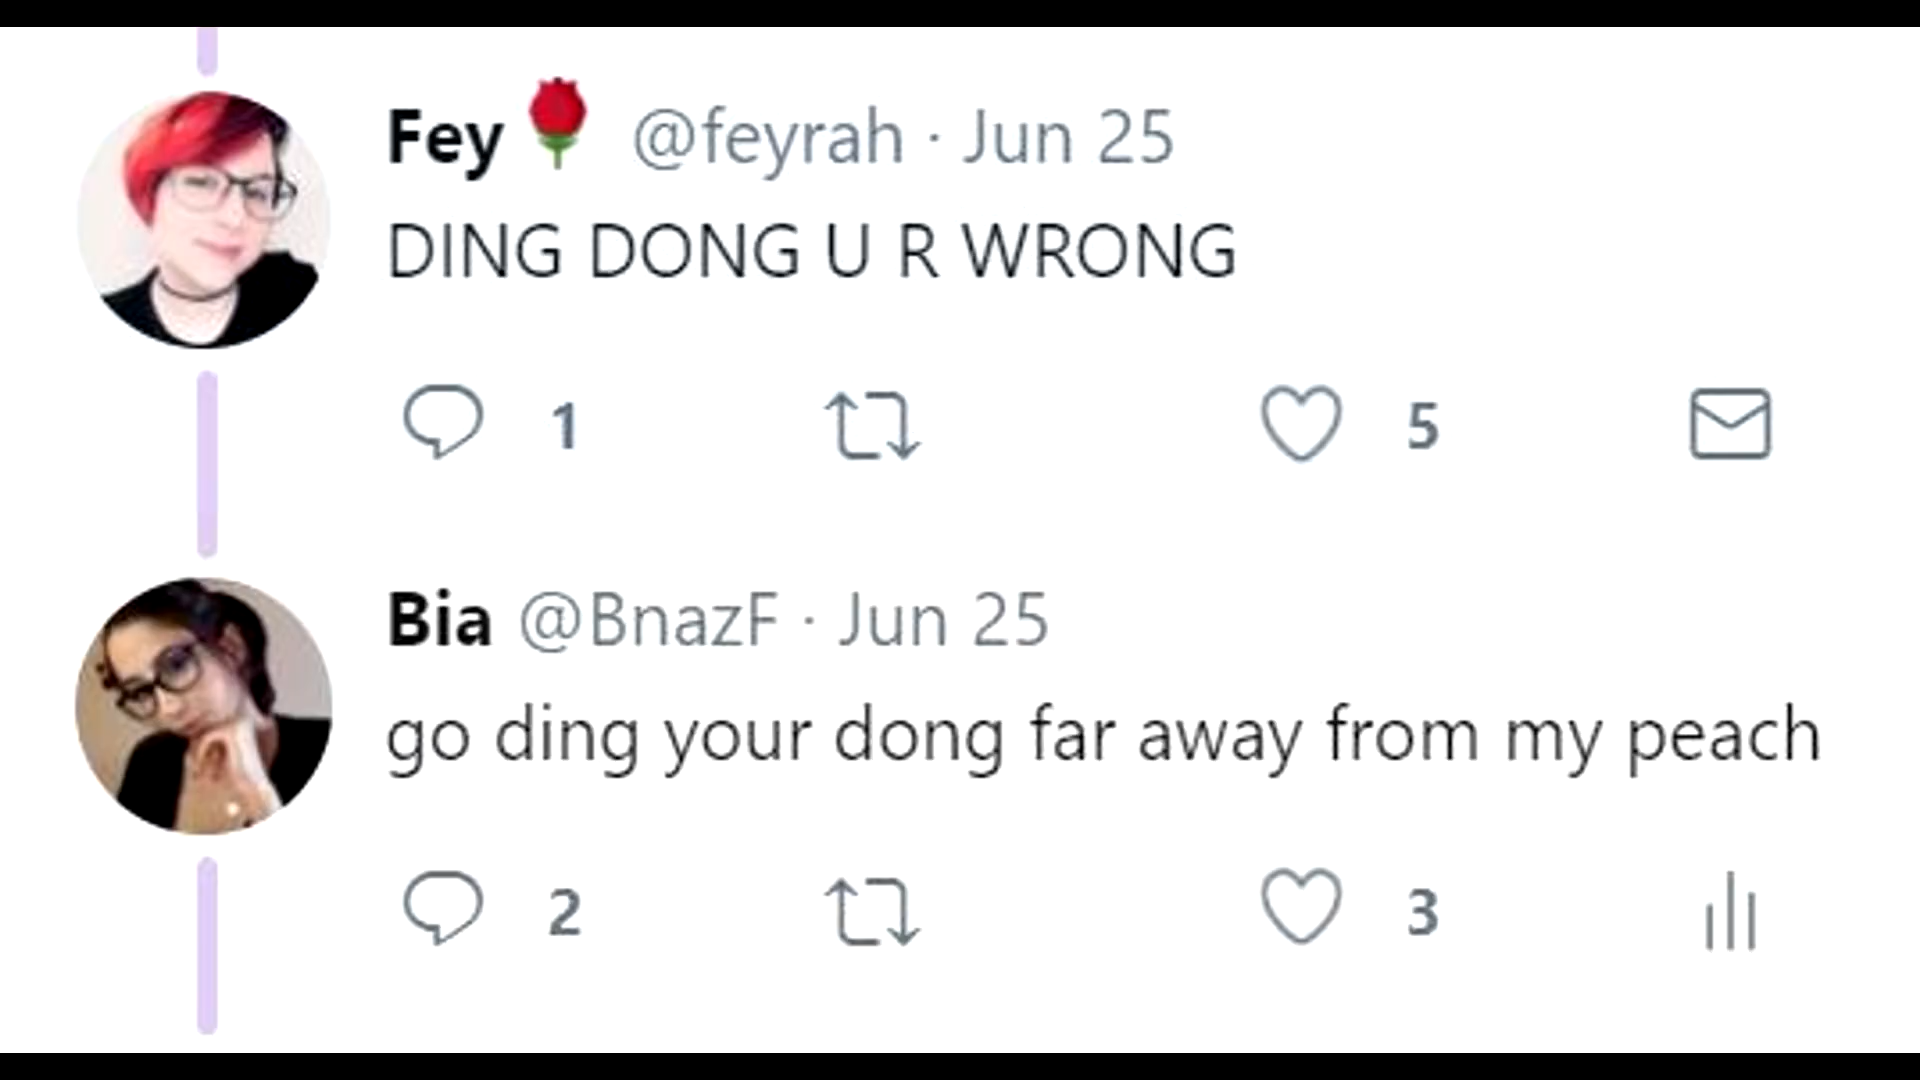 Fey🌹 @feyrah · Jun 25
DING DONG U R WRONG
1 5
Bia @BnazF · Jun 25
go ding your dong far away from my peach
2 3